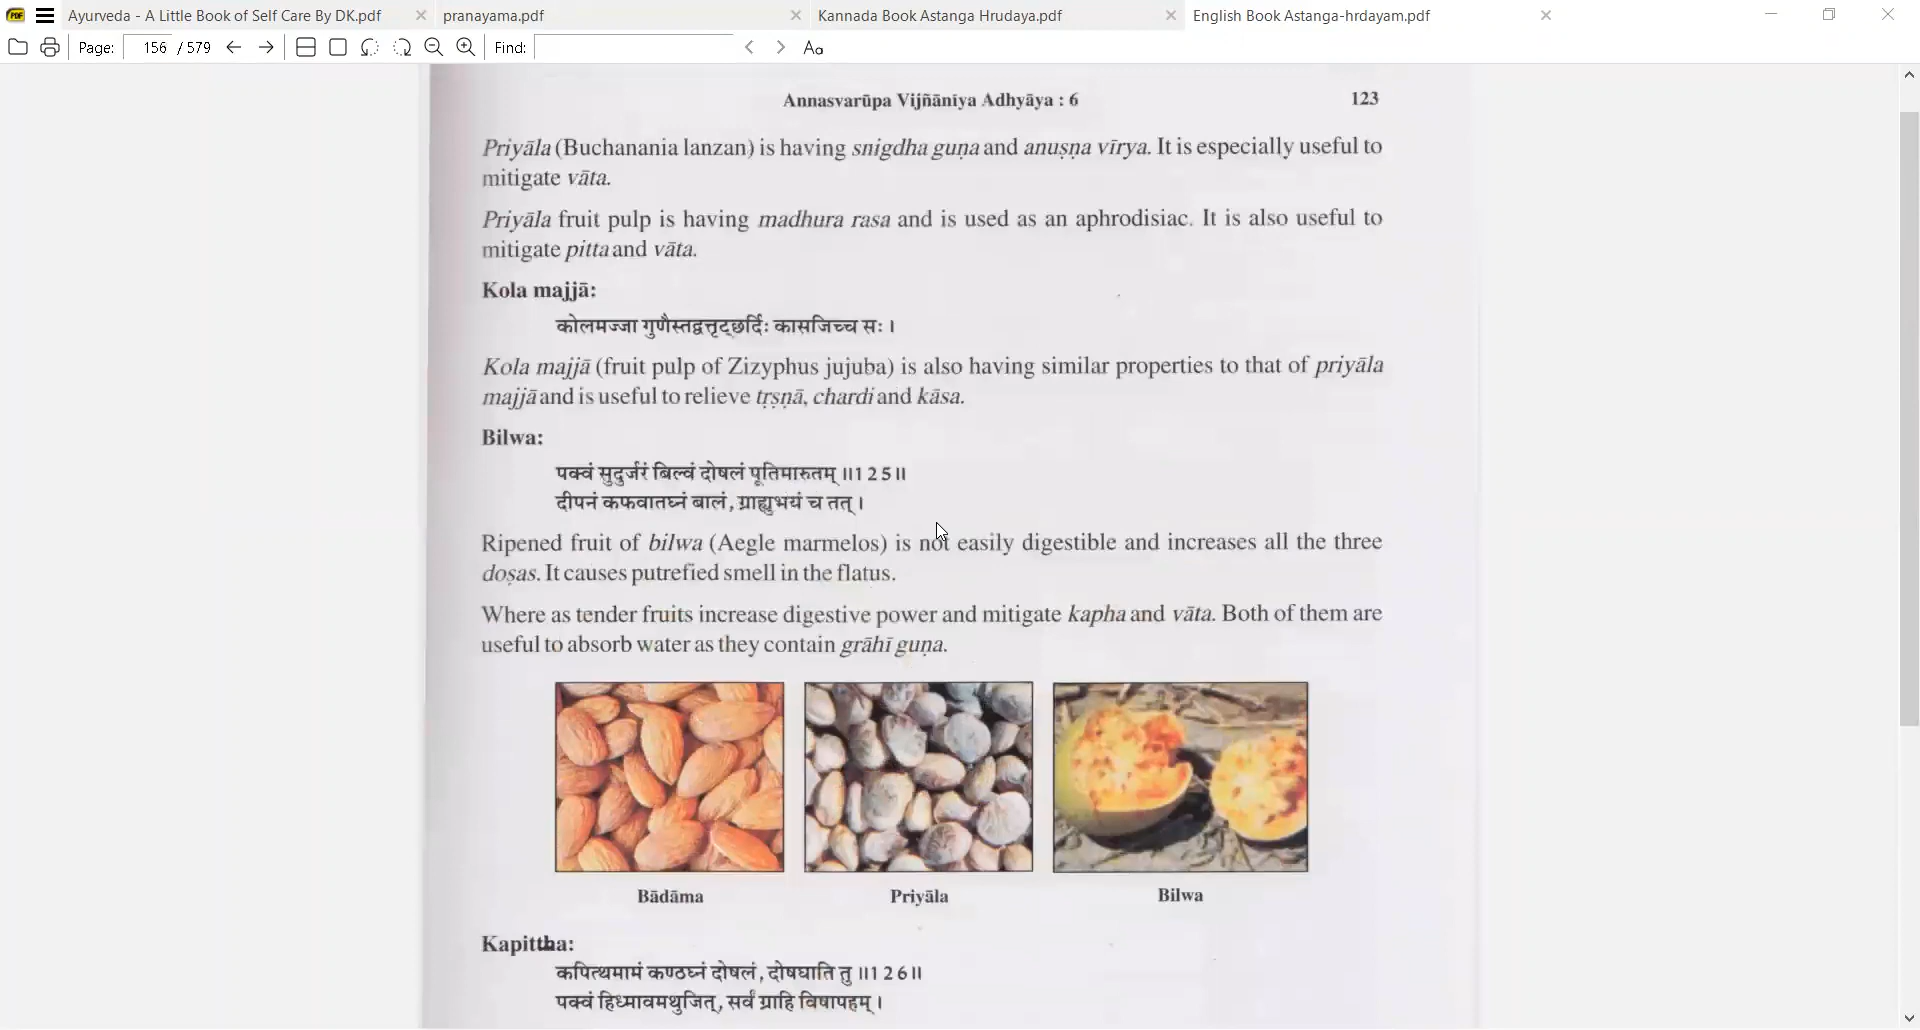 Ayurveda - A Little Book of Self Care By DK.pdf
pranayama.pdf
Kannada Book Astanga Hrudaya.pdf
English Book Astanga-hrdayam.pdf
Page: 156 / 579
Find:
Aa
Annasvarūpa Vijñānīya Adhyāya : 6
123
Priyāla (Buchanania lanzan) is having snigdha guṇa and anuṣṇa vīrya. It is especially useful to
mitigate vāta.
Priyāla fruit pulp is having madhura rasa and is used as an aphrodisiac. It is also useful to
mitigate pitta and vāta.
Kola majjā:
कोलमज्जा गुणैस्तद्वत्तृट्छर्दिः कासजिच्च सः ।
Kola majjā (fruit pulp of Zizyphus jujuba) is also having similar properties to that of priyāla
majjā and is useful to relieve tṛṣṇā, chardi and kāsa.
Bilwa:
पक्वं सुदुर्जरं बिल्वं दोषलं पूतिमारुतम् ॥125॥
दीपनं कफवातघ्नं बालं, ग्राह्युभयं च तत् ।
Ripened fruit of bilwa (Aegle marmelos) is not easily digestible and increases all the three
doṣas. It causes putrefied smell in the flatus.
Where as tender fruits increase digestive power and mitigate kapha and vāta. Both of them are
useful to absorb water as they contain grāhī guṇa.
Bādāma
Priyāla
Bilwa
Kapittha:
कपित्थमामं कण्ठघ्नं दोषलं, दोषघाति तु ॥126॥
पक्वं हिध्मावमथुजित्, सर्वं ग्राहि विषापहम् ।